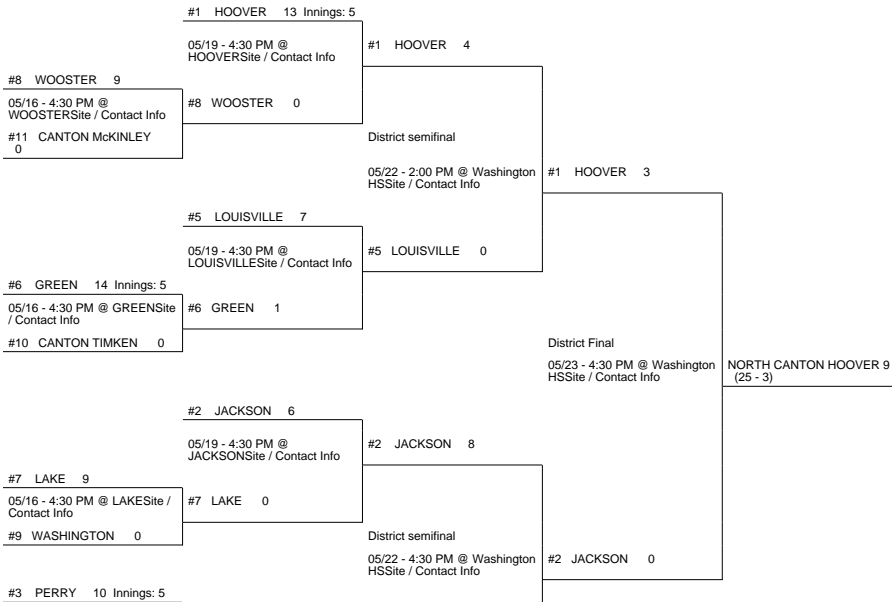 #1 HOOVER 13 Innings: 5
05/19 - 4:30 PM @
HOOVERSite / Contact Info
#1 HOOVER 4
#8 WOOSTER 9
05/16 - 4:30 PM @
WOOSTERSite / Contact Info
#8 WOOSTER 0
#11 CANTON McKINLEY
0
District semifinal
05/22 - 2:00 PM @ Washington
HSSite / Contact Info
#1 HOOVER 3
#5 LOUISVILLE 7
05/19 - 4:30 PM @
LOUISVILLESite / Contact Info
#5 LOUISVILLE 0
#6 GREEN 14 Innings: 5
05/16 - 4:30 PM @ GREENSite
/ Contact Info
#6 GREEN 1
#10 CANTON TIMKEN 0
District Final
05/23 - 4:30 PM @ Washington
HSSite / Contact Info
NORTH CANTON HOOVER 9
(25 - 3)
#2 JACKSON 6
05/19 - 4:30 PM @
JACKSONSite / Contact Info
#2 JACKSON 8
#7 LAKE 9
05/16 - 4:30 PM @ LAKESite /
Contact Info
#7 LAKE 0
#9 WASHINGTON 0
District semifinal
05/22 - 4:30 PM @ Washington
HSSite / Contact Info
#2 JACKSON 0
#3 PERRY 10 Innings: 5